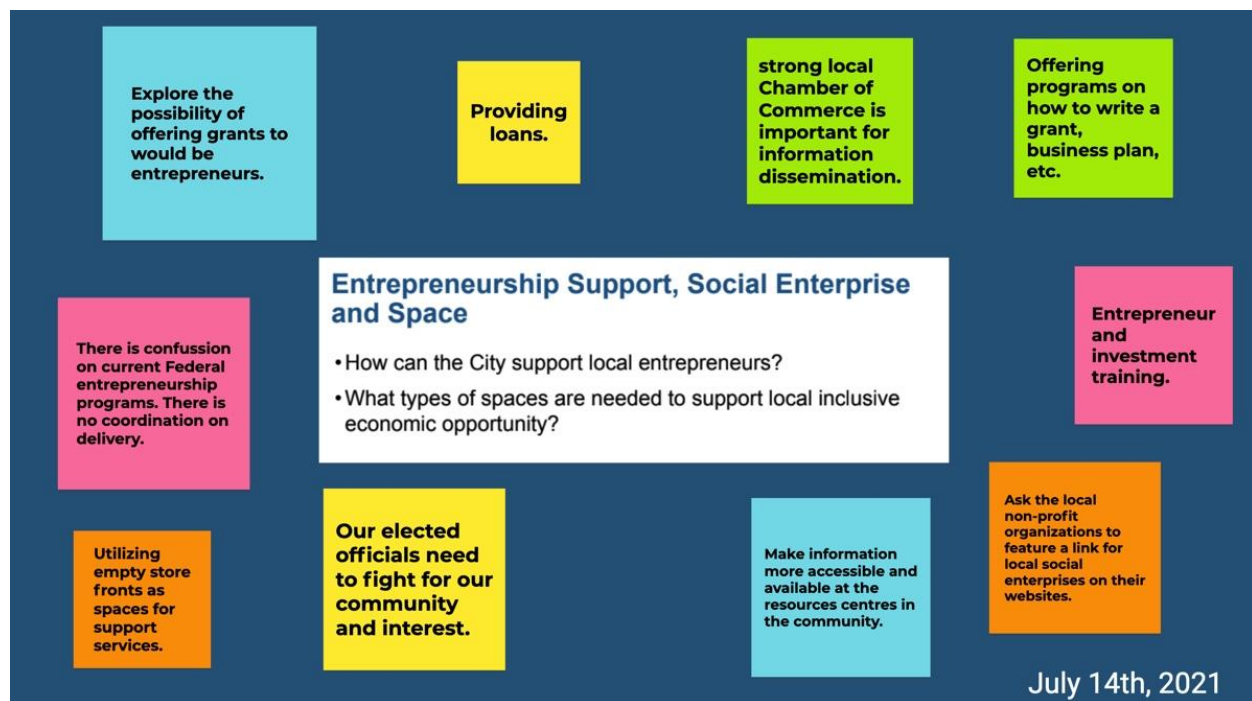 Explore the
possibility of
offering grants to
would be
entrepreneurs.
Providing
loans.
strong local
Chamber of
Commerce is
important for
information
dissemination.
Offering
programs on
how to write a
grant,
business plan,
etc.
Entrepreneurship Support, Social Enterprise
and Space
•How can the City support local entrepreneurs?
•What types of spaces are needed to support local inclusive
economic opportunity?
There is confussion
on current Federal
entrepreneurship
programs. There is
no coordination on
delivery.
Entrepreneur
and
investment
training.
Utilizing
empty store
fronts as
spaces for
support
services.
Our elected
officials need
to fight for our
community
and interest.
Make information
more accessible and
available at the
resources centres in
the community.
Ask the local
non-profit
organizations to
feature a link for
local social
enterprises on their
websites.
July 14th, 2021